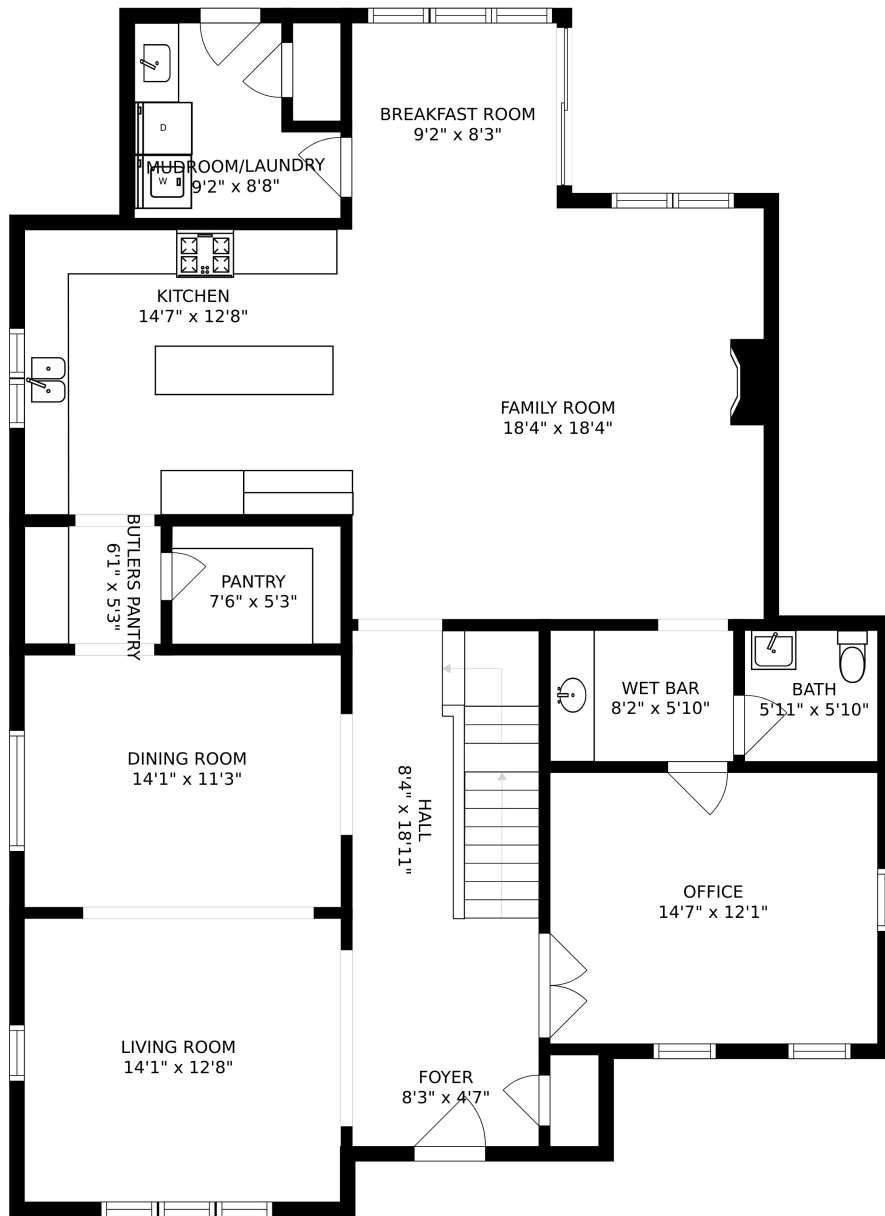 BREAKFAST ROOM
9'2" x 8'3"
D
MUDROOM/LAUNDRY
W
9'2" x 8'8"
KITCHEN
14'7" x 12'8"
FAMILY ROOM
18'4" x 18'4"
BUTLERS PANTRY
6'1" x 5'3"
PANTRY
7'6" x 5'3"
WET BAR
8'2" x 5'10"
BATH
5'11" x 5'10"
DINING ROOM
14'1" x 11'3"
HALL
8'4" x 18'11"
OFFICE
14'7" x 12'1"
LIVING ROOM
14'1" x 12'8"
FOYER
8'3" x 4'7"